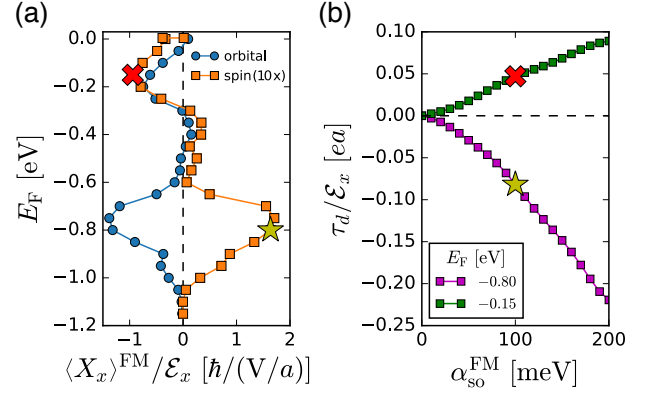 (a)
0.0
−0.2
−0.4
−0.6
−0.8
−1.0
−1.2
E_F [eV]
orbital
spin(10x)
−1 0 1 2
⟨X_x⟩^FM/ℰ_x [ħ/(V/a)]
(b)
0.10
0.05
0.00
−0.05
−0.10
−0.15
−0.20
−0.25
τ_d/ℰ_x [ea]
E_F [eV]
−0.80
−0.15
0 50 100 150 200
α_so^FM [meV]